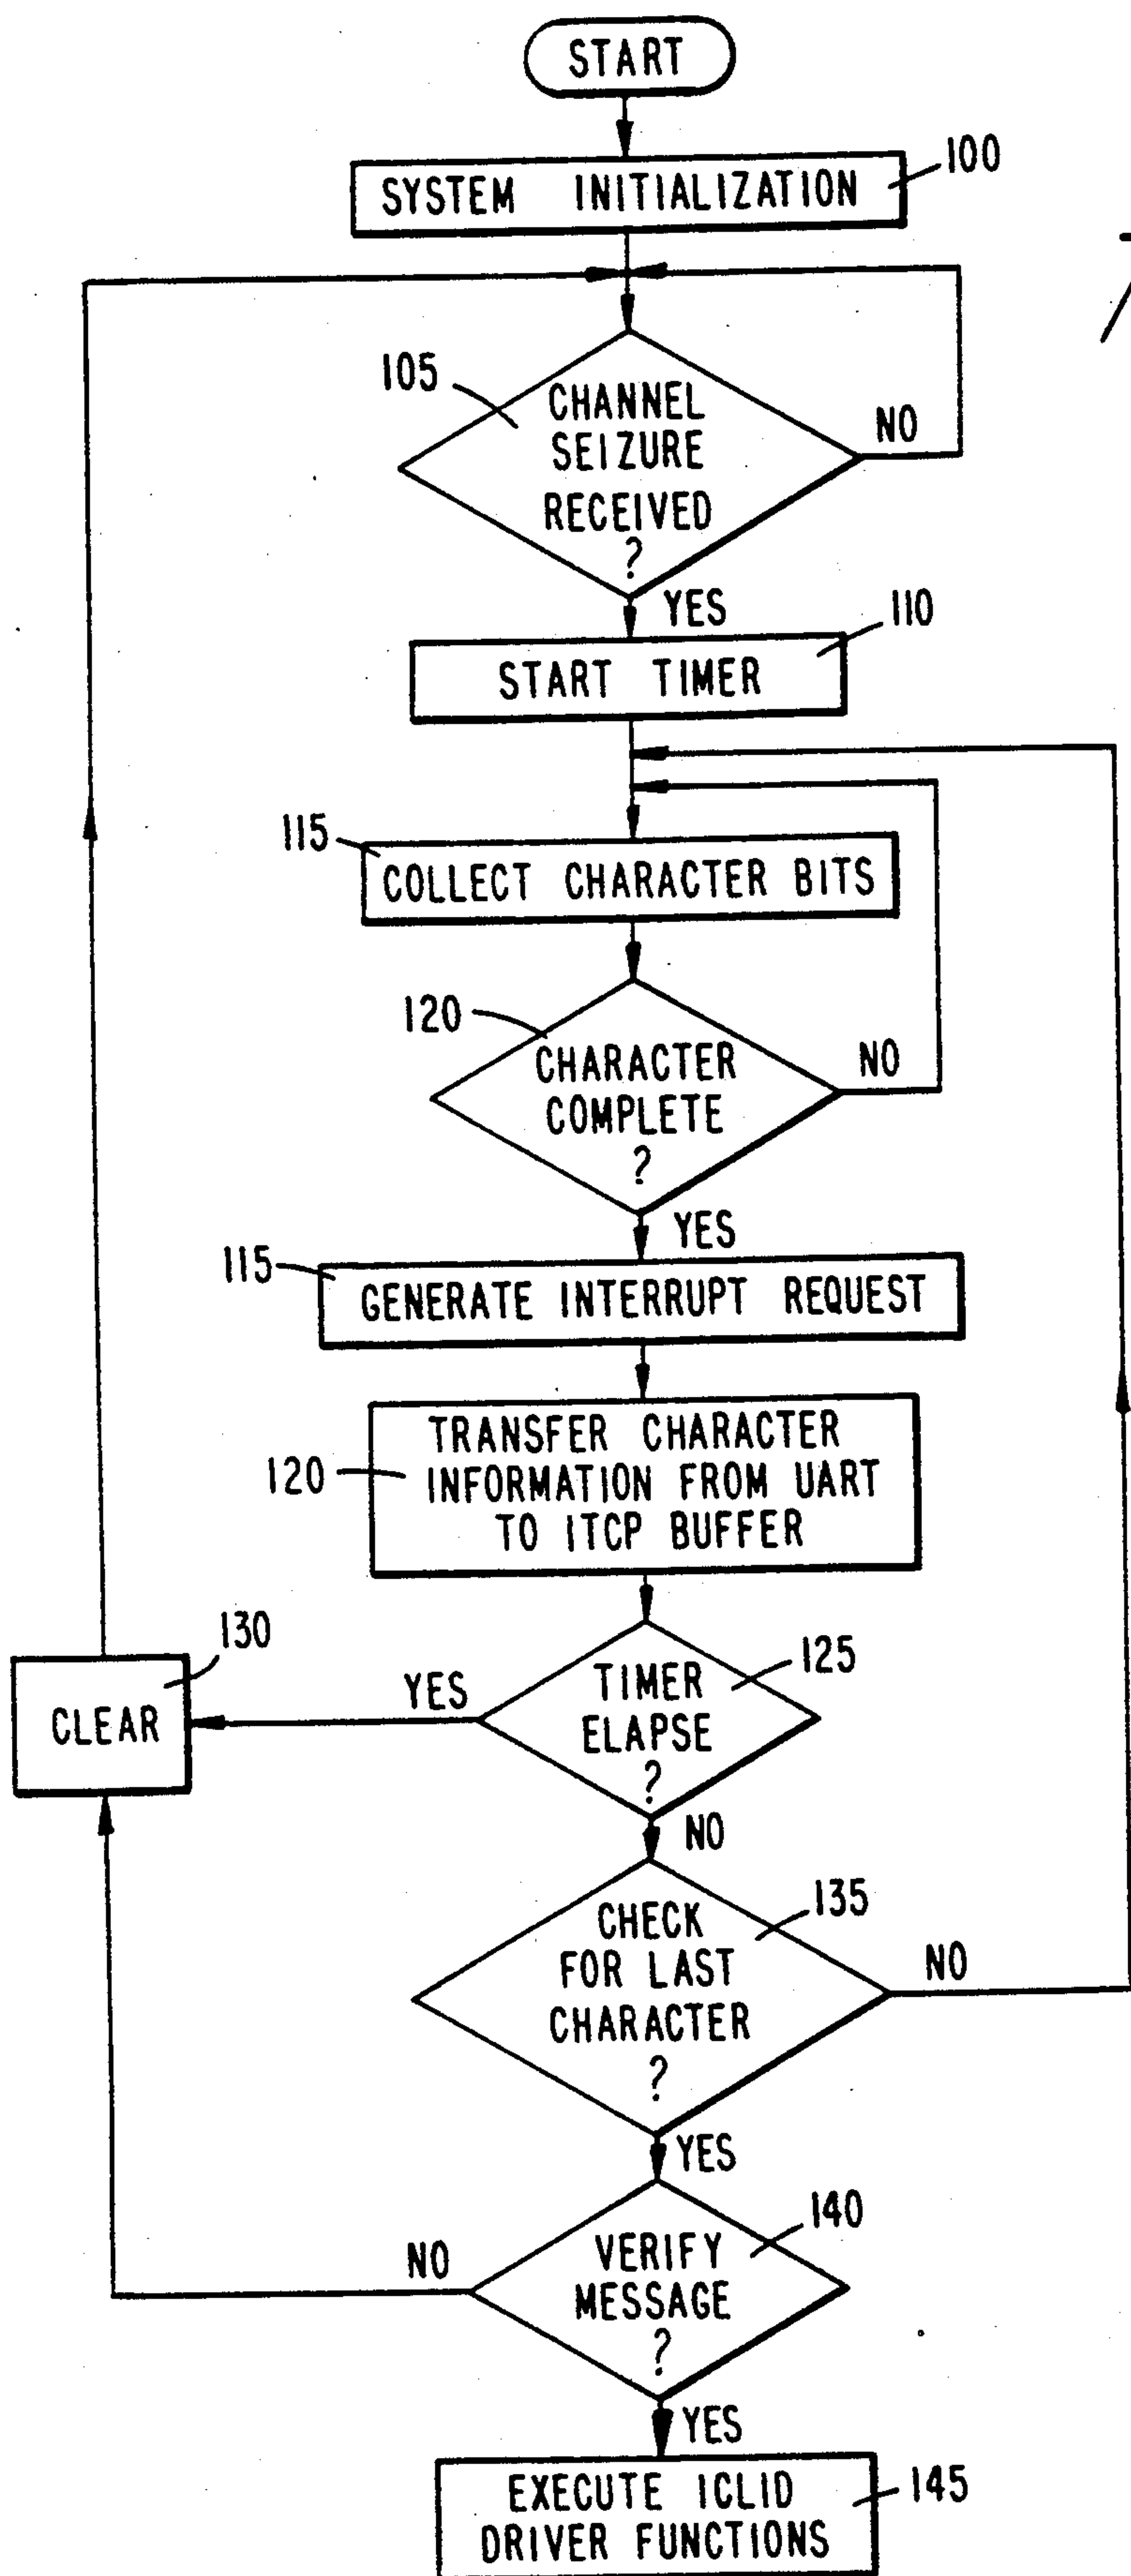 START
SYSTEM INITIALIZATION
100
105
CHANNEL
SEIZURE
RECEIVED
?
NO
YES
110
START TIMER
115
COLLECT CHARACTER BITS
120
CHARACTER
COMPLETE
?
NO
YES
115
GENERATE INTERRUPT REQUEST
120
TRANSFER CHARACTER
INFORMATION FROM UART
TO ITCP BUFFER
130
CLEAR
YES
125
TIMER
ELAPSE
?
NO
135
CHECK
FOR LAST
CHARACTER
?
NO
YES
140
VERIFY
MESSAGE
?
NO
YES
EXECUTE ICLID
DRIVER FUNCTIONS
145